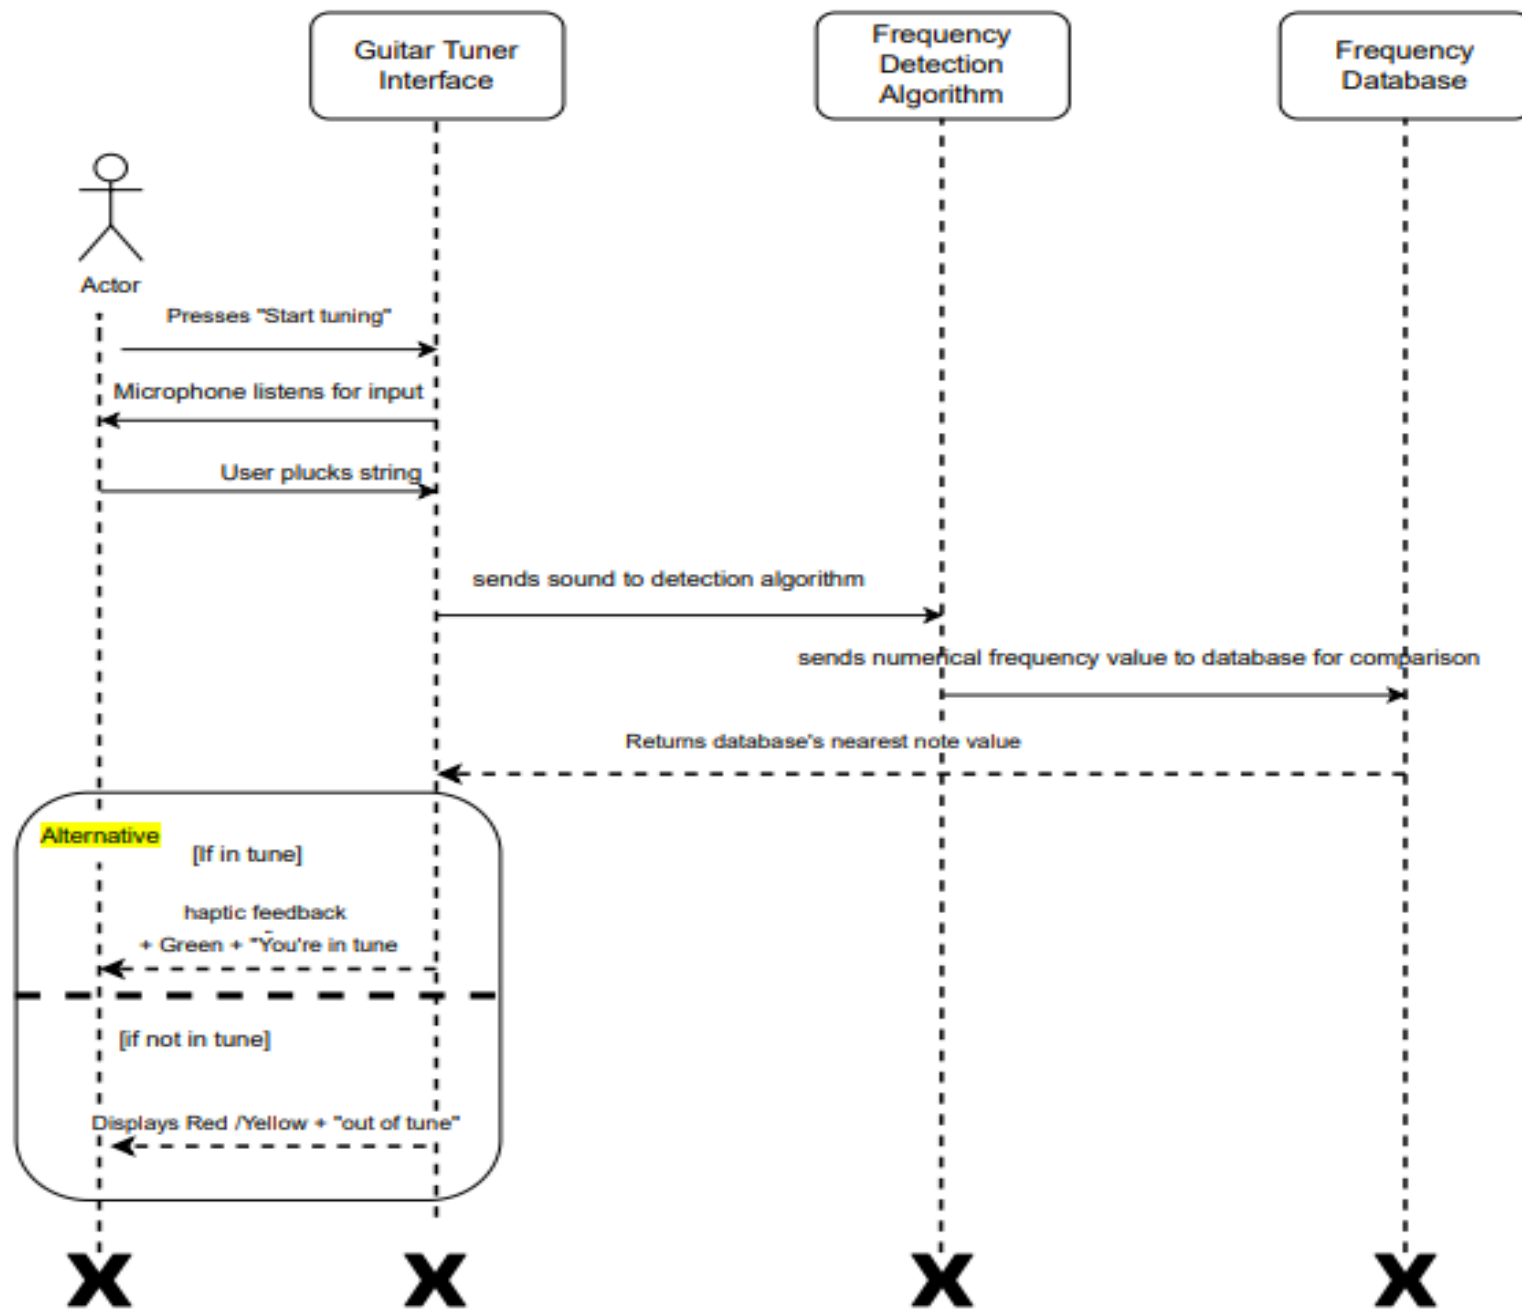 Guitar Tuner
Interface
Frequency
Detection
Algorithm
Frequency
Database
Actor
Presses "Start tuning"
Microphone listens for input
User plucks string
sends sound to detection algorithm
sends numerical frequency value to database for comparison
Returns database's nearest note value
Alternative
[If in tune]
haptic feedback
+ Green + "You're in tune
[if not in tune]
Displays Red /Yellow + "out of tune"